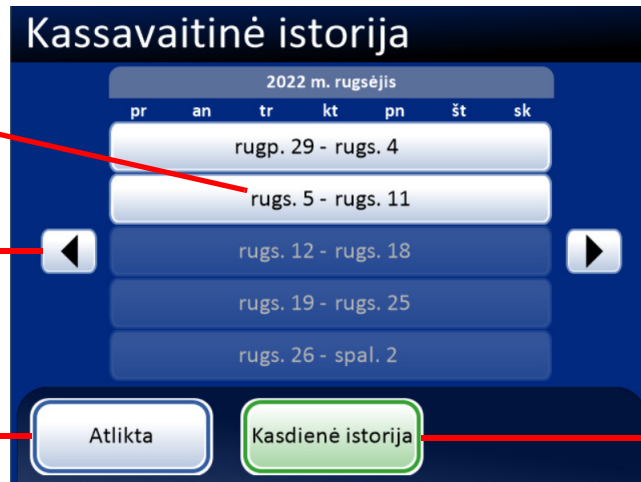 Kassavaitinė istorija
2022 m. rugsėjis
pr an tr kt pn št sk
rugp. 29 - rugs. 4
rugs. 5 - rugs. 11
rugs. 12 - rugs. 18
rugs. 19 - rugs. 25
rugs. 26 - spal. 2
Atlikta Kasdienė istorija